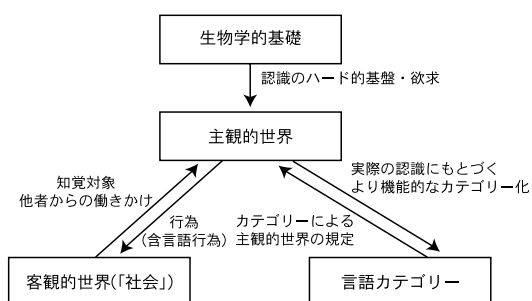 生物学的基礎
認識のハード的基盤・欲求
主観的世界
知覚対象
他者からの働きかけ
行為
(含言語行為)
カテゴリーによる
主観的世界の規定
実際の認識にもとづく
より機能的なカテゴリー化
客観的世界(「社会」)
言語カテゴリー